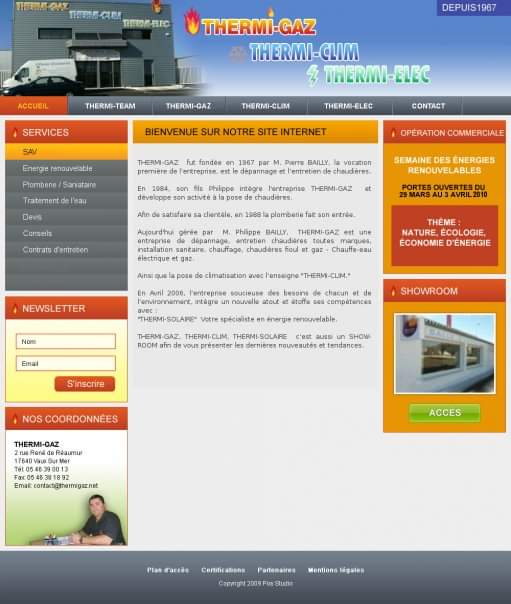 THERMI-GAZ
THERMI-CLIM
THERMI-ELEC
DEPUIS1967
THERMI-GAZ
THERMI-CLIM
THERMI-ELEC
ACCUEIL
THERMI-TEAM
THERMI-GAZ
THERMI-CLIM
THERMI-ELEC
CONTACT
SERVICES
SAV
Energie renouvelable
Plomberie / Sanitaire
Traitement de l'eau
Devis
Conseils
Contrats d'entretien
NEWSLETTER
Nom
Email
S'inscrire
NOS COORDONNÉES
THERMI-GAZ
2 rue René de Réaumur
17640 Vaux Sur Mer
Tél: 05 46 39 00 13
Fax: 05 46 38 18 92
Email: contact@thermigaz.net
BIENVENUE SUR NOTRE SITE INTERNET
THERMI-GAZ fut fondée en 1967 par M. Pierre BAILLY, la vocation
première de l'entreprise, est le dépannage et l'entretien de chaudières.
En 1984, son fils Philippe intègre l'entreprise THERMI-GAZ et
développe son activité à la pose de chaudières.
Afin de satisfaire sa clientèle, en 1988 la plomberie fait son entrée.
Aujourd'hui gérée par M. Philippe BAILLY, THERMI-GAZ est une
entreprise de dépannage, entretien chaudières toutes marques,
installation sanitaire, chauffage, chaudières fioul et gaz - Chauffe-eau
électrique et gaz.
Ainsi que la pose de climatisation avec l'enseigne "THERMI-CLIM."
En Avril 2006, l'entreprise soucieuse des besoins de chacun et de
l'environnement, intègre un nouvelle atout et étoffe ses compétences
avec :
"THERMI-SOLAIRE" Votre spécialiste en énergie renouvelable.
THERMI-GAZ, THERMI-CLIM, THERMI-SOLAIRE c'est aussi un SHOW-
ROOM afin de vous présenter les dernières nouveautés et tendances.
OPÉRATION COMMERCIALE
SEMAINE DES ÉNERGIES
RENOUVELABLES
PORTES OUVERTES DU
29 MARS AU 3 AVRIL 2010
THÈME :
NATURE, ÉCOLOGIE,
ÉCONOMIE D'ÉNERGIE
SHOWROOM
ACCES
Plan d'accès
Certifications
Partenaires
Mentions légales
Copyright 2009 Pixs Studio